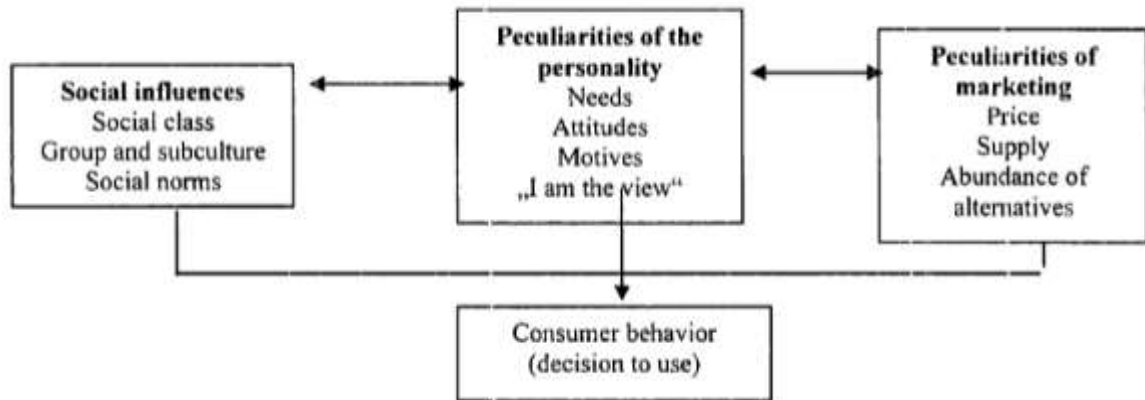 Social influences
Social class
Group and subculture
Social norms
Peculiarities of the
personality
Needs
Attitudes
Motives
„I am the view“
Peculiarities of
marketing
Price
Supply
Abundance of
alternatives
Consumer behavior
(decision to use)